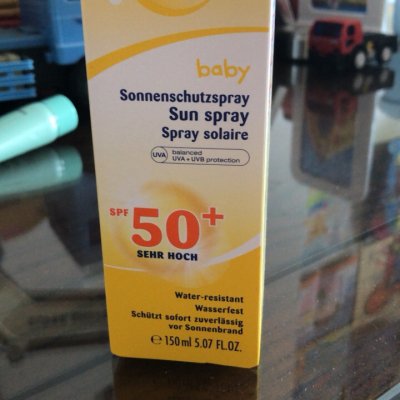 baby
Sonnenschutzspray
Sun spray
Spray solaire
UVA
balanced
UVA + UVB protection
SPF 50+
SEHR HOCH
Water-resistant
Wasserfest
Schützt sofort zuverlässig
vor Sonnenbrand
℮ 150 ml 5.07 FL.OZ.